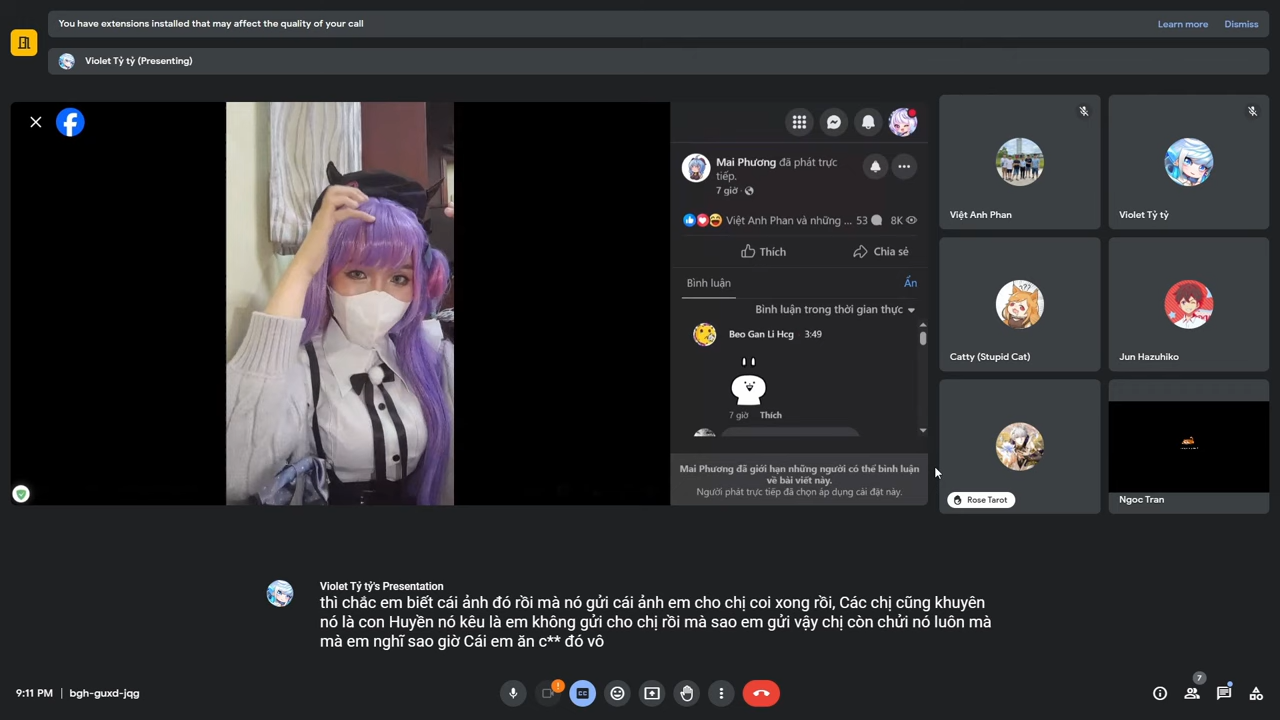 You have extensions installed that may affect the quality of your call
Learn more
Dismiss
Violet Tỷ tỷ (Presenting)
Mai Phương đã phát trực
tiếp.
7 giờ
Việt Anh Phan và những ... 53 8K
Thích
Chia sẻ
Bình luận
Ẩn
Bình luận trong thời gian thực
Beo Gan Li Hcg 3:49
7 giờ Thích
Mai Phương đã giới hạn những người có thể bình luận
về bài viết này.
Người phát trực tiếp đã chọn áp dụng cài đặt này.
Việt Anh Phan
Violet Tỷ tỷ
Catty (Stupid Cat)
Jun Hazuhiko
Rose Tarot
Ngoc Tran
Violet Tỷ tỷ's Presentation
thì chắc em biết cái ảnh đó rồi mà nó gửi cái ảnh em cho chị coi xong rồi, Các chị cũng khuyên
nó là con Huyền nó kêu là em không gửi cho chị rồi mà sao em gửi vậy chị còn chửi nó luôn mà
mà em nghĩ sao giờ Cái em ăn c** đó vô
9:11 PM | bgh-guxd-jqg
CC
7